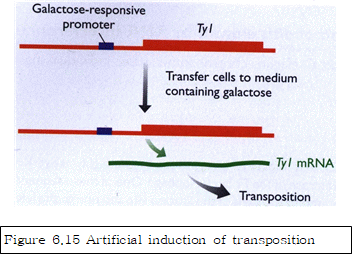 Galactose-responsive
promoter
Ty1
Transfer cells to medium
containing galactose
Ty1 mRNA
Transposition
Figure 6.15 Artificial induction of transposition